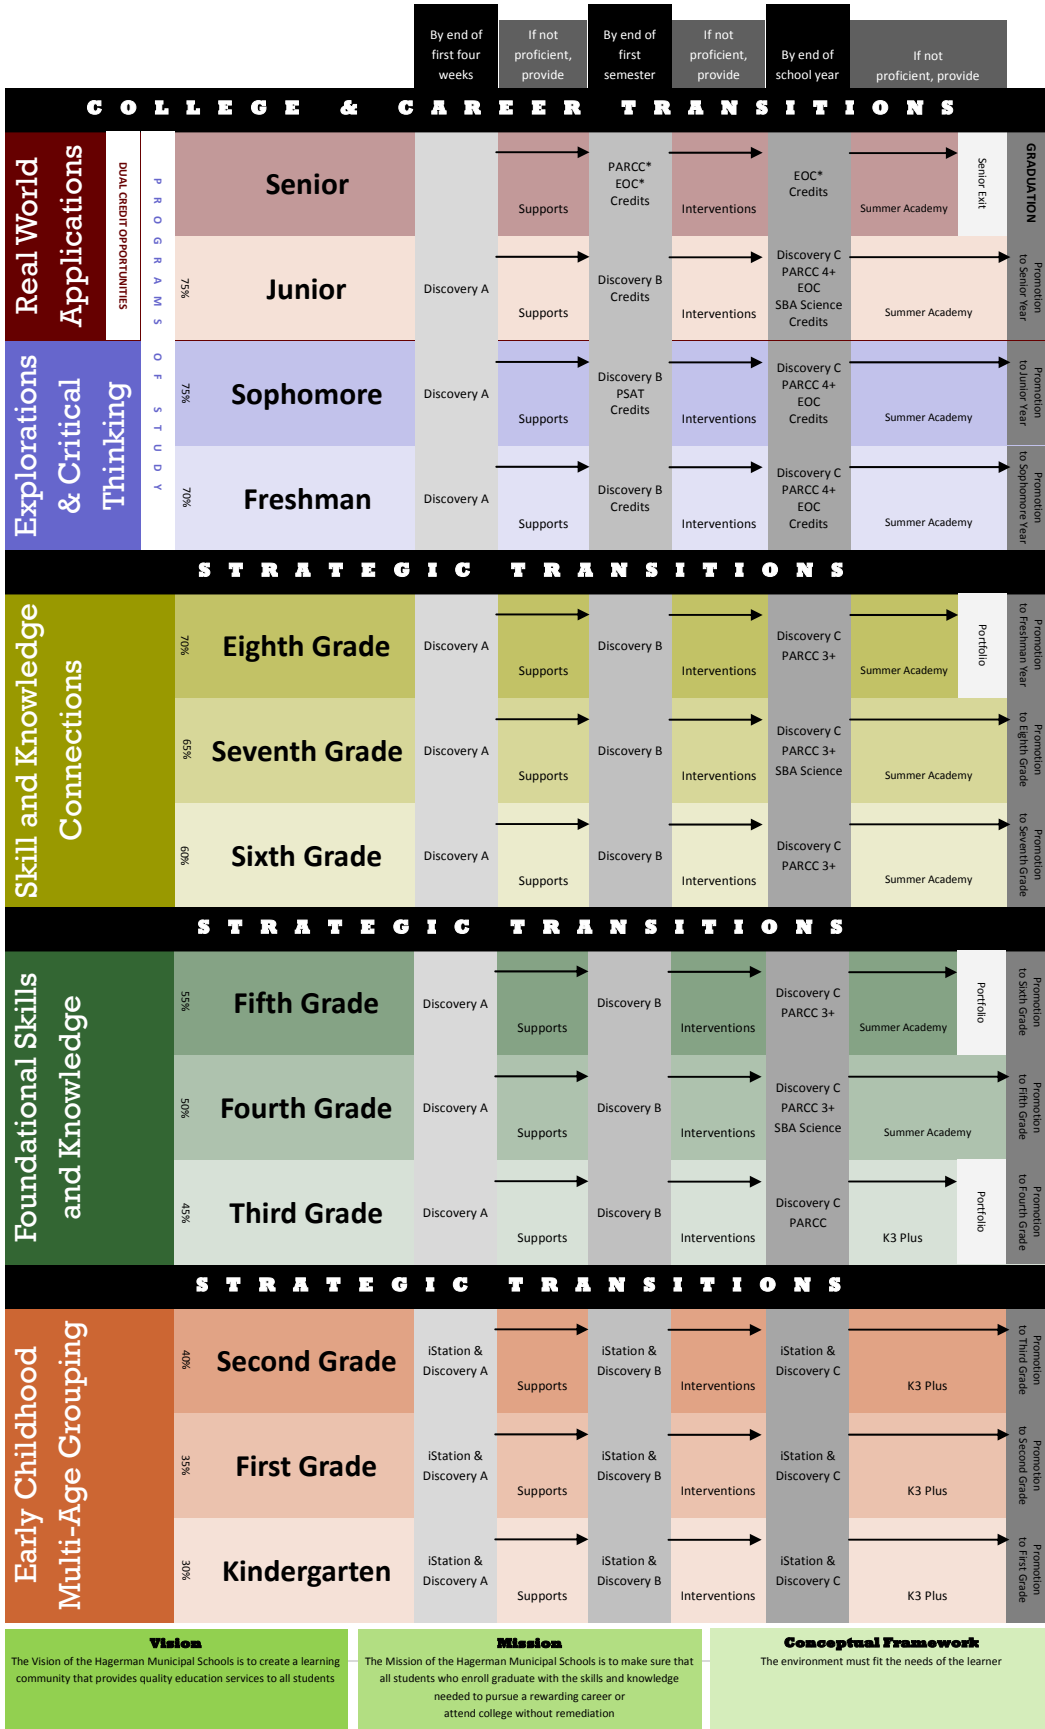 By end of
first four
weeks
If not
proficient,
provide
By end of
first
semester
If not
proficient,
provide
By end of
school year
If not
proficient, provide
COLLEGE & CAREER TRANSITIONS
Real World
Applications
DUAL CREDIT OPPORTUNITIES
PROGRAMS OF STUDY
Senior
Supports
PARCC*
EOC*
Credits
Interventions
EOC*
Credits
Summer Academy
Senior Exit
GRADUATION
75%
Junior
Discovery A
Supports
Discovery B
Credits
Interventions
Discovery C
PARCC 4+
EOC
SBA Science
Credits
Summer Academy
Promotion
to Senior Year
Explorations
& Critical
Thinking
75%
Sophomore
Discovery A
Supports
Discovery B
PSAT
Credits
Interventions
Discovery C
PARCC 4+
EOC
Credits
Summer Academy
Promotion
to Junior Year
70%
Freshman
Discovery A
Supports
Discovery B
Credits
Interventions
Discovery C
PARCC 4+
EOC
Credits
Summer Academy
Promotion
to Sophomore Year
STRATEGIC TRANSITIONS
Skill and Knowledge
Connections
70%
Eighth Grade
Discovery A
Supports
Discovery B
Interventions
Discovery C
PARCC 3+
Summer Academy
Portfolio
Promotion
to Freshman Year
65%
Seventh Grade
Discovery A
Supports
Discovery B
Interventions
Discovery C
PARCC 3+
SBA Science
Summer Academy
Promotion
to Eighth Grade
60%
Sixth Grade
Discovery A
Supports
Discovery B
Interventions
Discovery C
PARCC 3+
Summer Academy
Promotion
to Seventh Grade
STRATEGIC TRANSITIONS
Foundational Skills
and Knowledge
55%
Fifth Grade
Discovery A
Supports
Discovery B
Interventions
Discovery C
PARCC 3+
Summer Academy
Portfolio
Promotion
to Sixth Grade
50%
Fourth Grade
Discovery A
Supports
Discovery B
Interventions
Discovery C
PARCC 3+
SBA Science
Summer Academy
Promotion
to Fifth Grade
45%
Third Grade
Discovery A
Supports
Discovery B
Interventions
Discovery C
PARCC
K3 Plus
Portfolio
Promotion
to Fourth Grade
STRATEGIC TRANSITIONS
Early Childhood
Multi-Age Grouping
40%
Second Grade
iStation &
Discovery A
Supports
iStation &
Discovery B
Interventions
iStation &
Discovery C
K3 Plus
Promotion
to Third Grade
35%
First Grade
iStation &
Discovery A
Supports
iStation &
Discovery B
Interventions
iStation &
Discovery C
K3 Plus
Promotion
to Second Grade
30%
Kindergarten
iStation &
Discovery A
Supports
iStation &
Discovery B
Interventions
iStation &
Discovery C
K3 Plus
Promotion
to First Grade
Vision
The Vision of the Hagerman Municipal Schools is to create a learning
community that provides quality education services to all students
Mission
The Mission of the Hagerman Municipal Schools is to make sure that
all students who enroll graduate with the skills and knowledge
needed to pursue a rewarding career or
attend college without remediation
Conceptual Framework
The environment must fit the needs of the learner